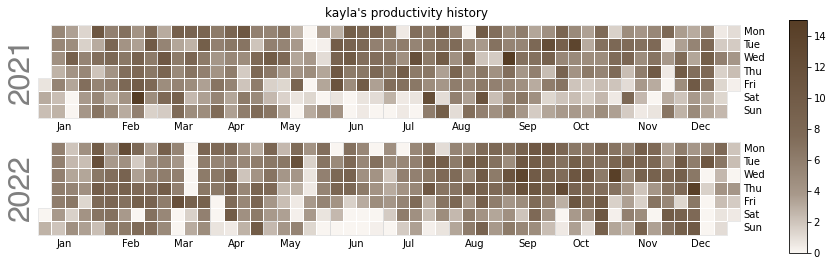 kayla's productivity history
2021
Mon
Tue
Wed
Thu
Fri
Sat
Sun
Jan Feb Mar Apr May Jun Jul Aug Sep Oct Nov Dec
2022
Mon
Tue
Wed
Thu
Fri
Sat
Sun
Jan Feb Mar Apr May Jun Jul Aug Sep Oct Nov Dec
14
12
10
8
6
4
2
0